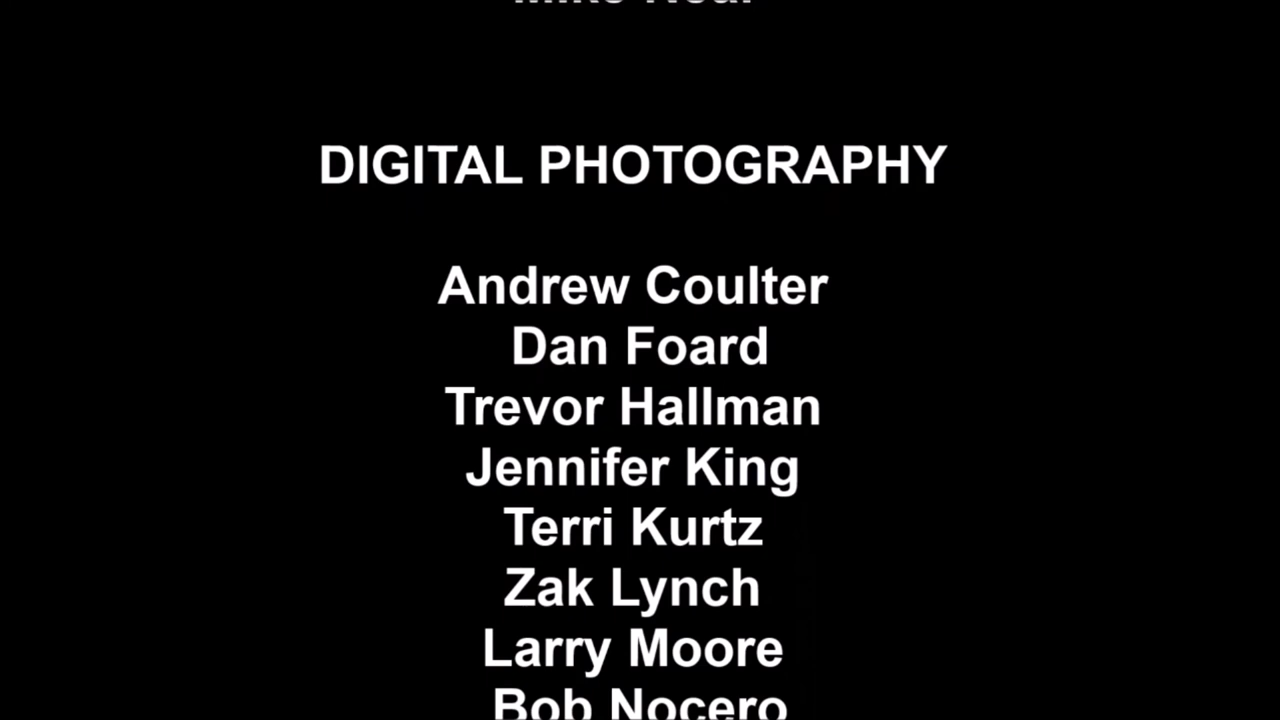 DIGITAL PHOTOGRAPHY
Andrew Coulter
Dan Foard
Trevor Hallman
Jennifer King
Terri Kurtz
Zak Lynch
Larry Moore
Bob Nocero